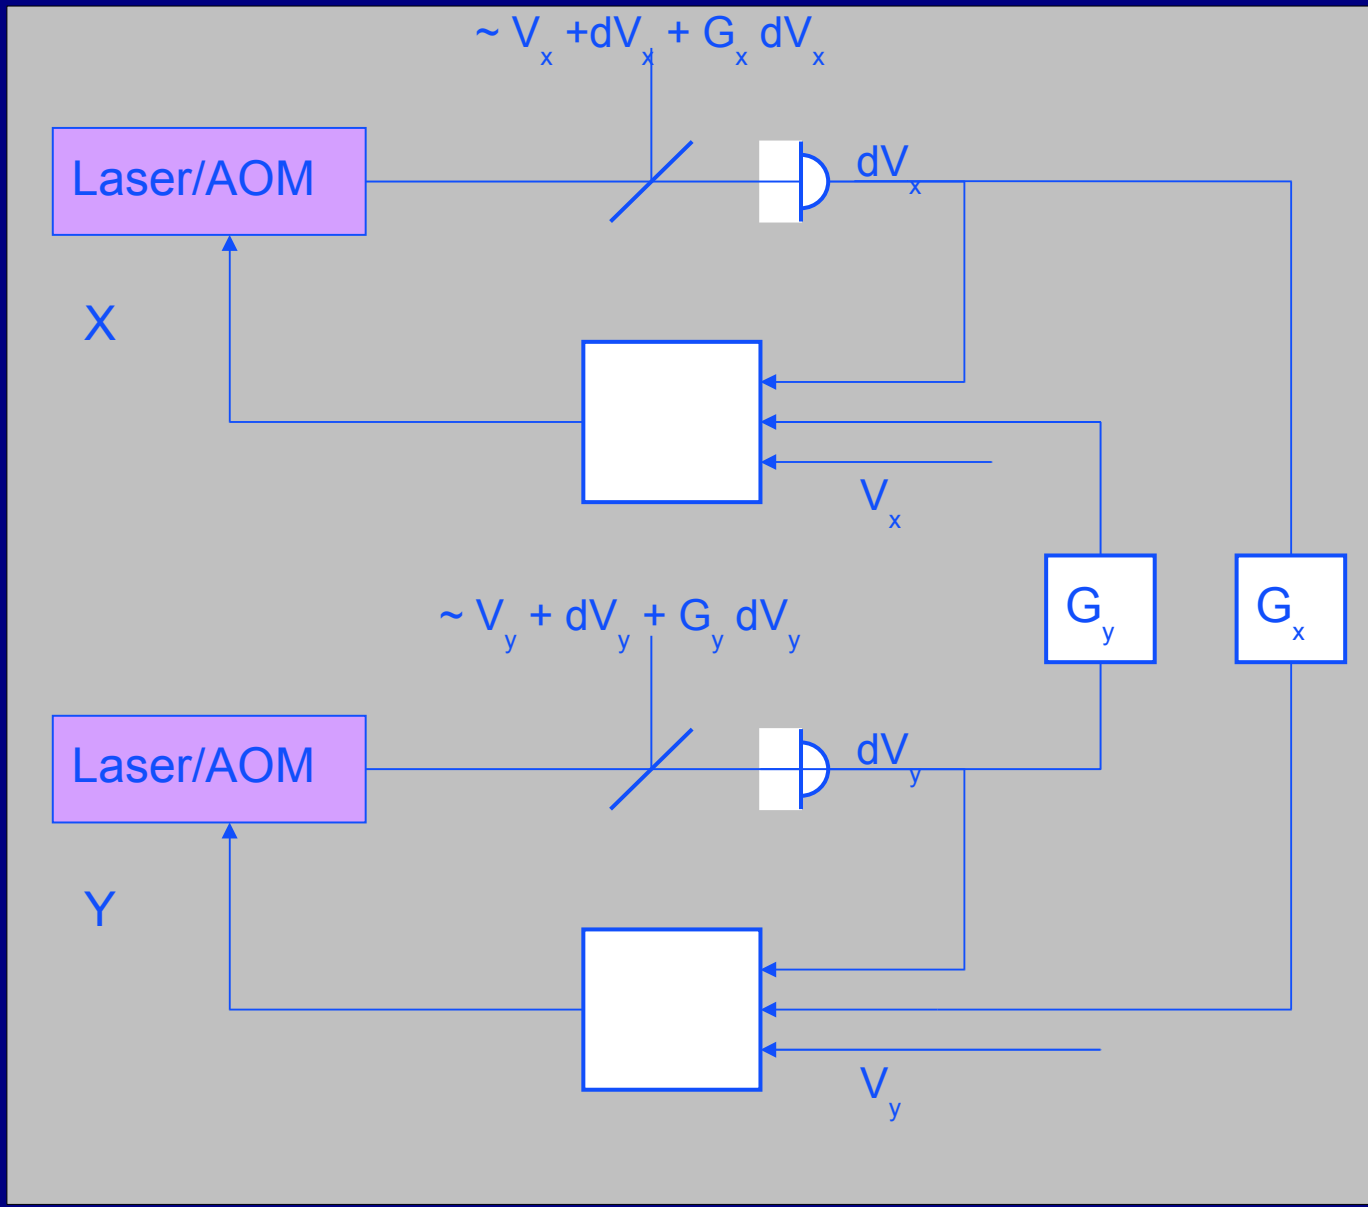 ~ Vx +dVx + Gx dVx
Laser/AOM
dVx
X
Vx
Gy
Gx
~ Vy + dVy + Gy dVy
Laser/AOM
dVy
Y
Vy